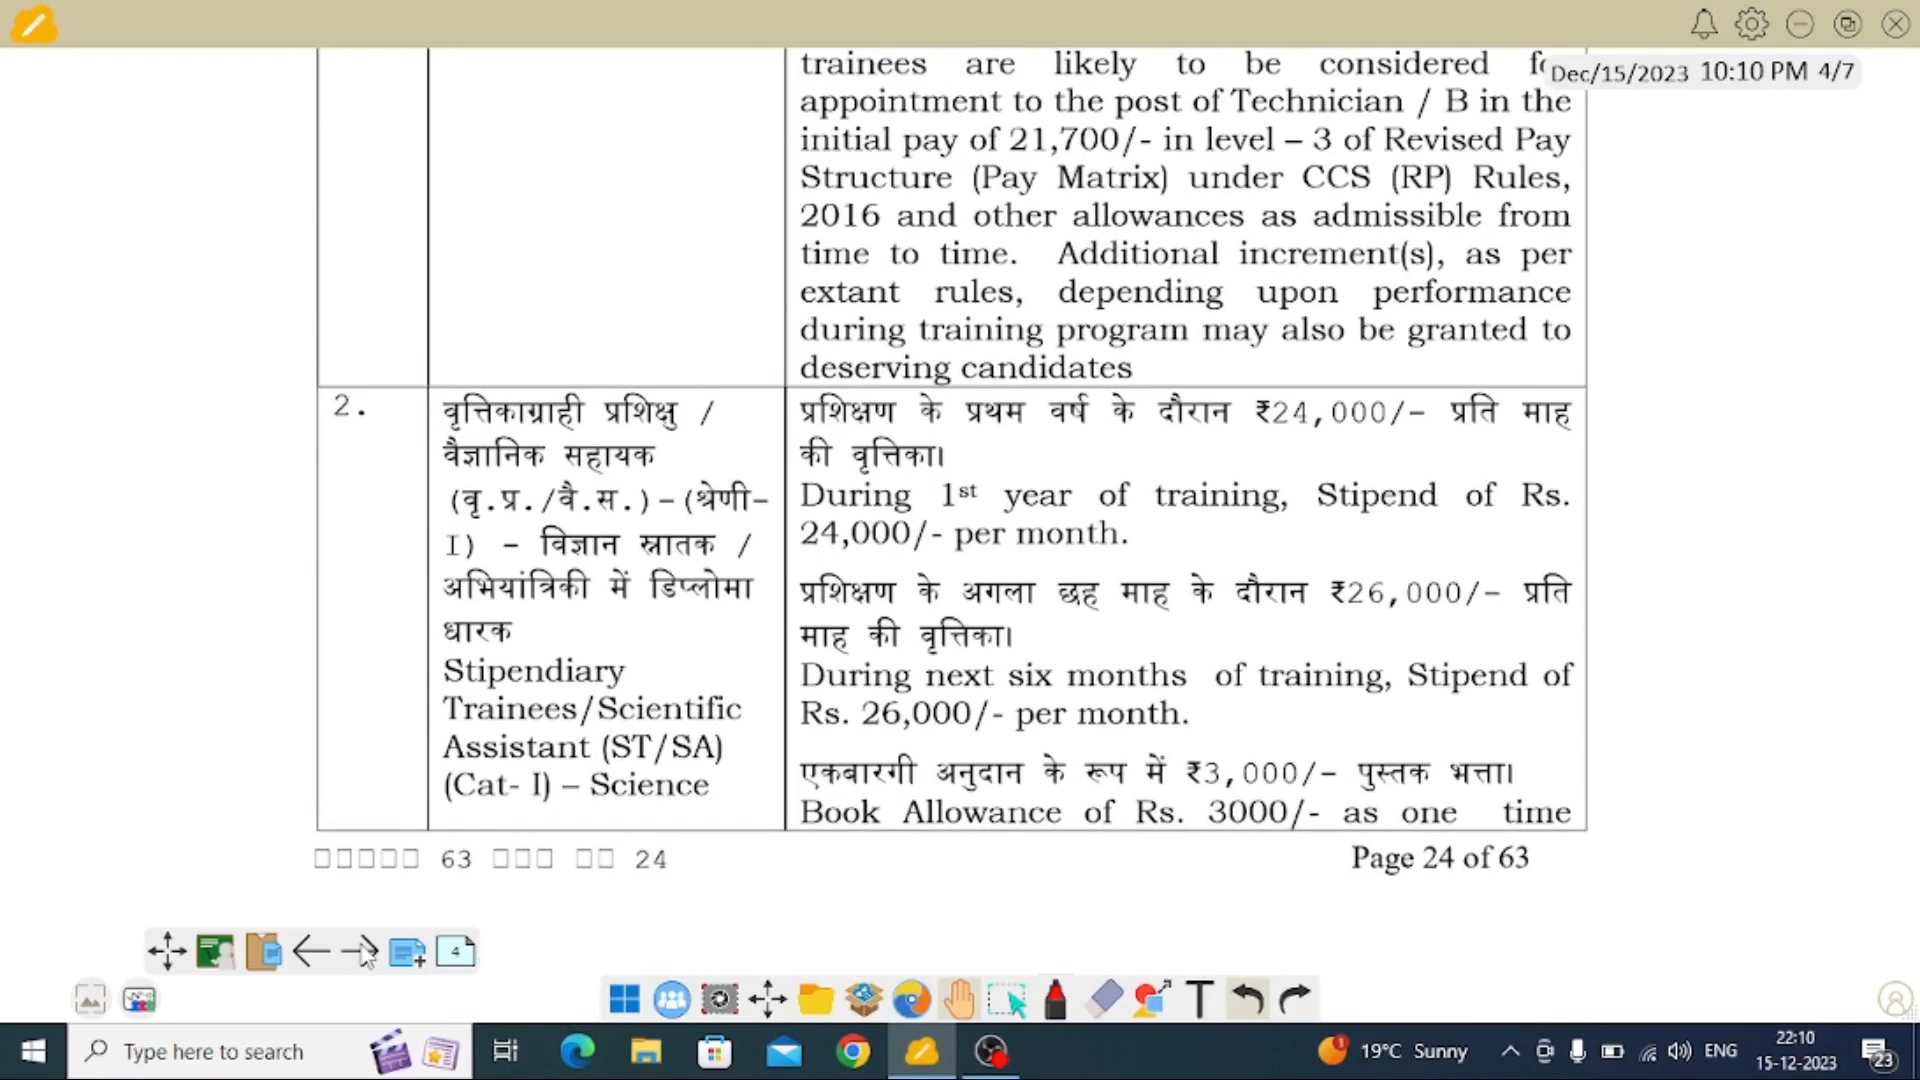 trainees are likely to be considered
Dec/15/2023 10:10 PM 4/7
appointment to the post of Technician / B in the
initial pay of 21,700/- in level – 3 of Revised Pay
Structure (Pay Matrix) under CCS (RP) Rules,
2016 and other allowances as admissible from
time to time. Additional increment(s), as per
extant rules, depending upon performance
during training program may also be granted to
deserving candidates
2.
वृत्तिकाग्राही प्रशिक्षु /
वैज्ञानिक सहायक
(वृ.प्र./वै.स.)-(श्रेणी-
I) - विज्ञान स्नातक /
अभियांत्रिकी में डिप्लोमा
धारक
Stipendiary
Trainees/Scientific
Assistant (ST/SA)
(Cat- I) – Science
प्रशिक्षण के प्रथम वर्ष के दौरान ₹24,000/- प्रति माह
की वृत्तिका।
During 1st year of training, Stipend of Rs.
24,000/- per month.
प्रशिक्षण के अगला छह माह के दौरान ₹26,000/- प्रति
माह की वृत्तिका।
During next six months of training, Stipend of
Rs. 26,000/- per month.
एकबारगी अनुदान के रूप में ₹3,000/- पुस्तक भत्ता।
Book Allowance of Rs. 3000/- as one time
63 24
Page 24 of 63
4
T
Type here to search
1
19°C Sunny
ENG
22:10
15-12-2023
23